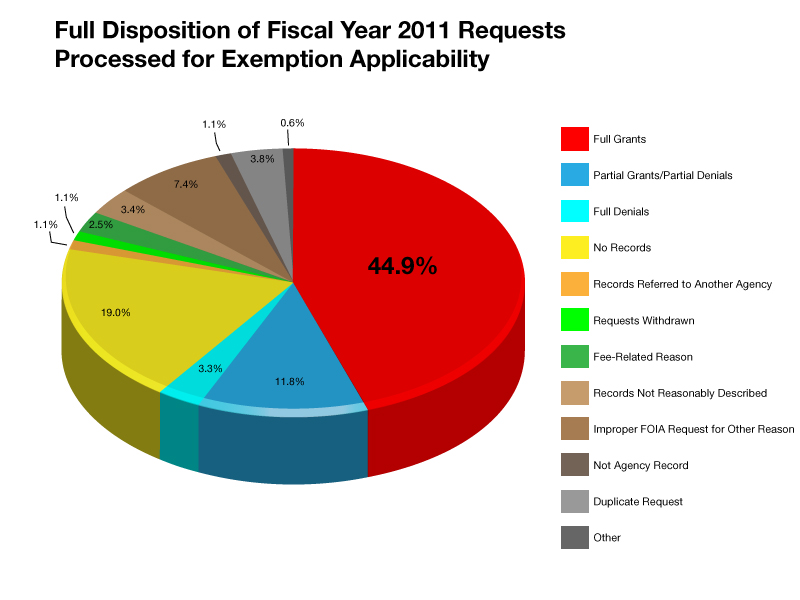 Full Disposition of Fiscal Year 2011 Requests
Processed for Exemption Applicability
1.1%
0.6%
3.8%
7.4%
3.4%
1.1%
2.5%
1.1%
44.9%
19.0%
3.3%
11.8%
Full Grants
Partial Grants/Partial Denials
Full Denials
No Records
Records Referred to Another Agency
Requests Withdrawn
Fee-Related Reason
Records Not Reasonably Described
Improper FOIA Request for Other Reason
Not Agency Record
Duplicate Request
Other